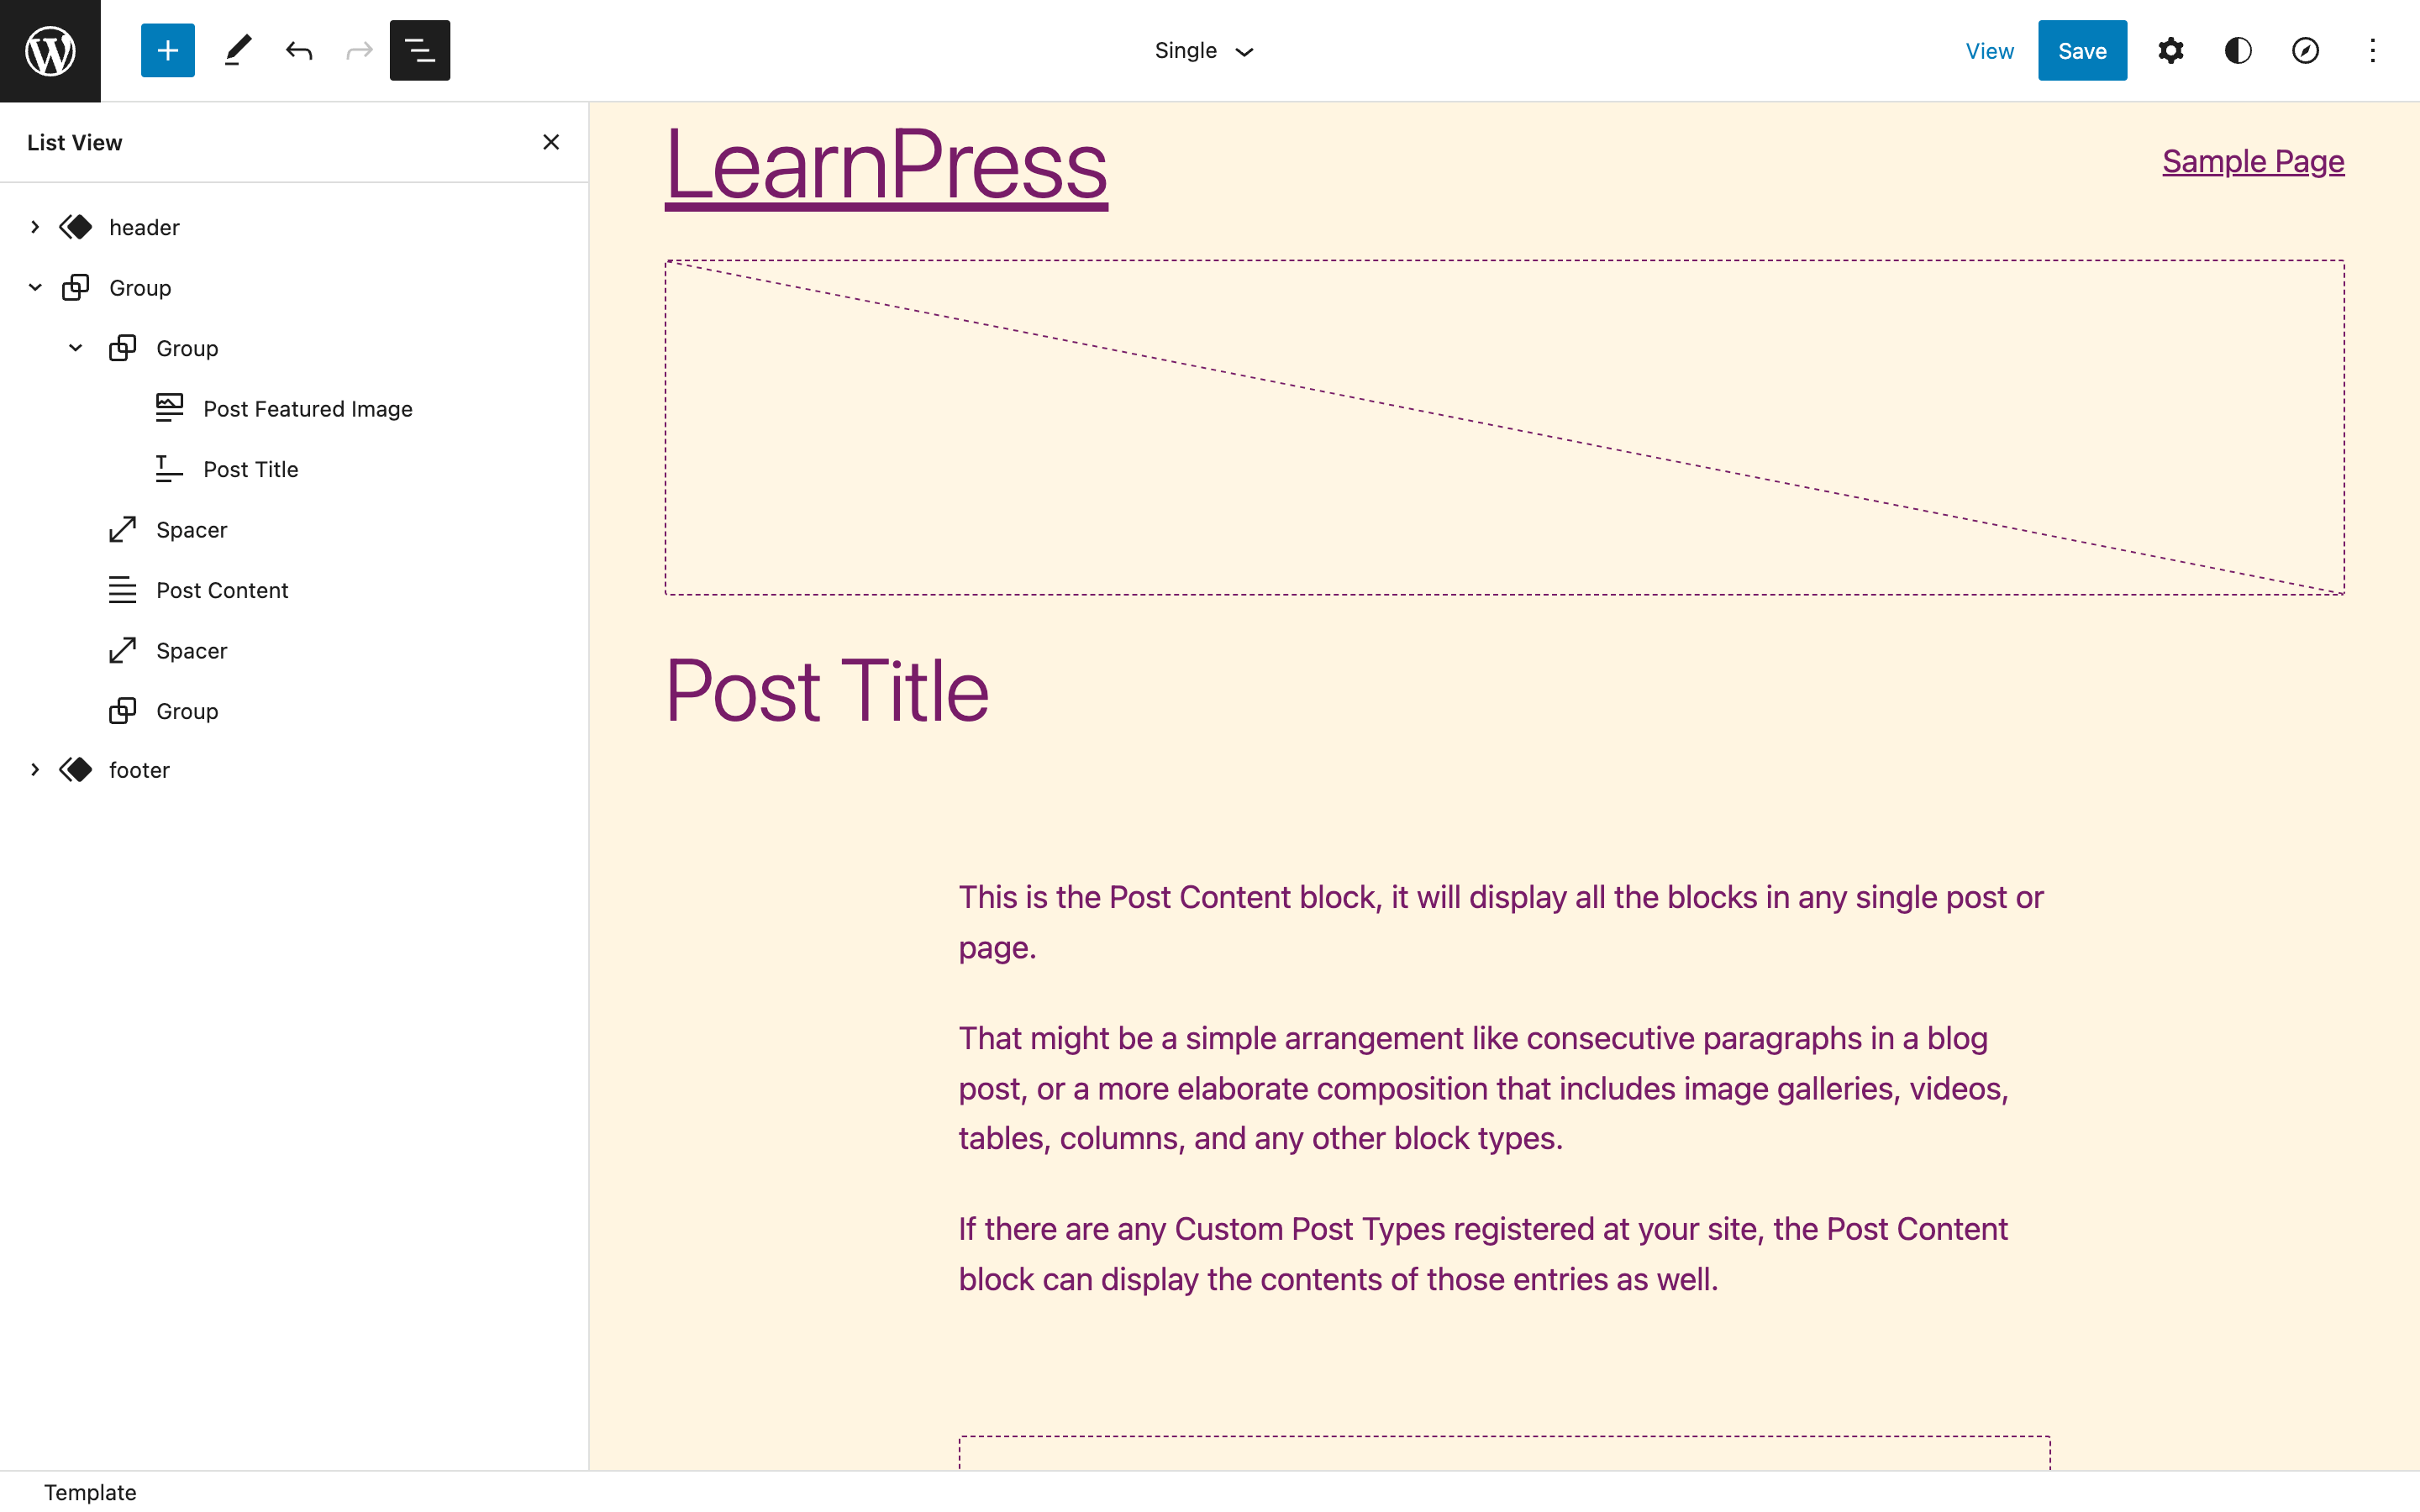 Single
View
Save
List View
header
Group
Group
Post Featured Image
Post Title
Spacer
Post Content
Spacer
Group
footer
LearnPress
Sample Page
Post Title
This is the Post Content block, it will display all the blocks in any single post or
page.
That might be a simple arrangement like consecutive paragraphs in a blog
post, or a more elaborate composition that includes image galleries, videos,
tables, columns, and any other block types.
If there are any Custom Post Types registered at your site, the Post Content
block can display the contents of those entries as well.
Template